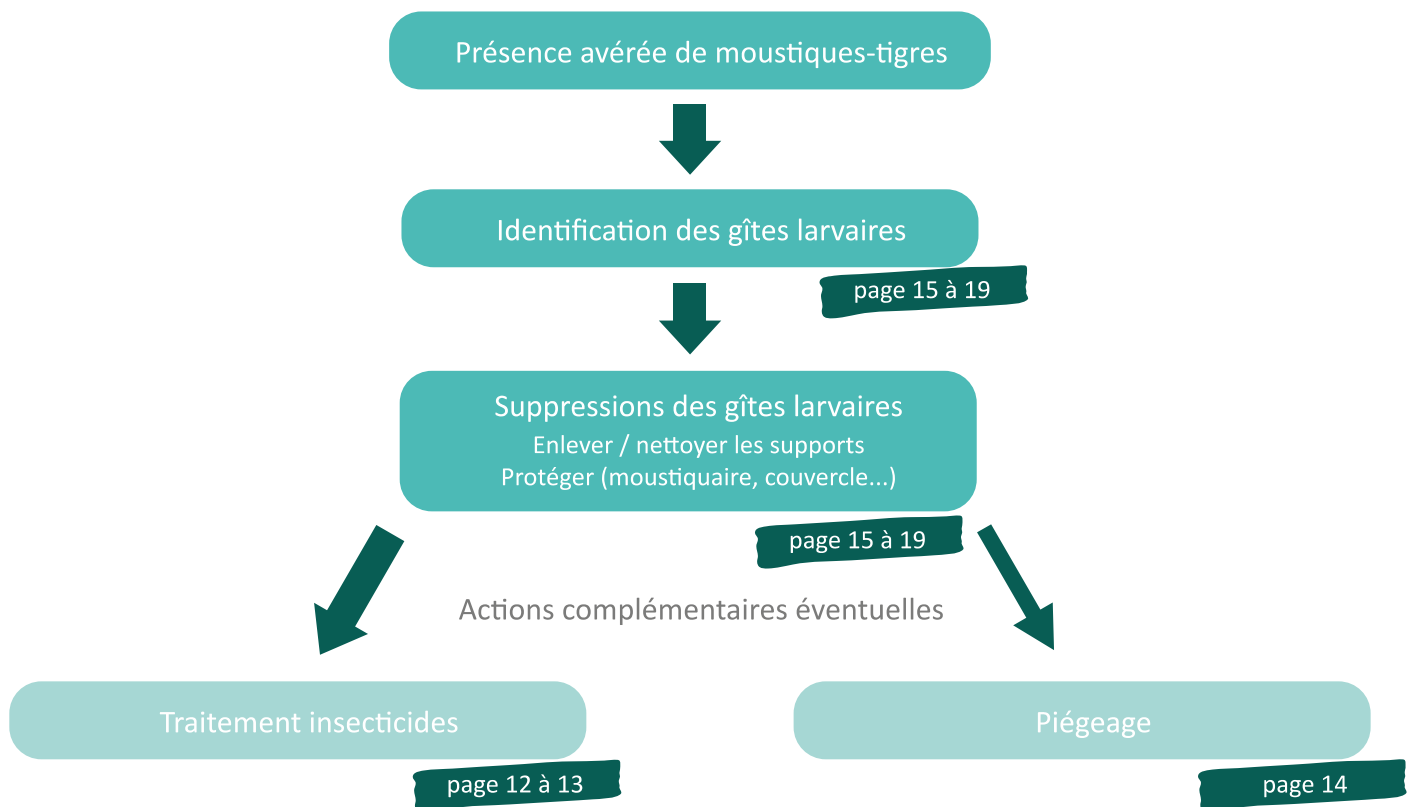 Présence avérée de moustiques-tigres
Identification des gîtes larvaires
page 15 à 19
Suppressions des gîtes larvaires
Enlever / nettoyer les supports
Protéger (moustiquaire, couvercle...)
page 15 à 19
Actions complémentaires éventuelles
Traitement insecticides
page 12 à 13
Piégeage
page 14